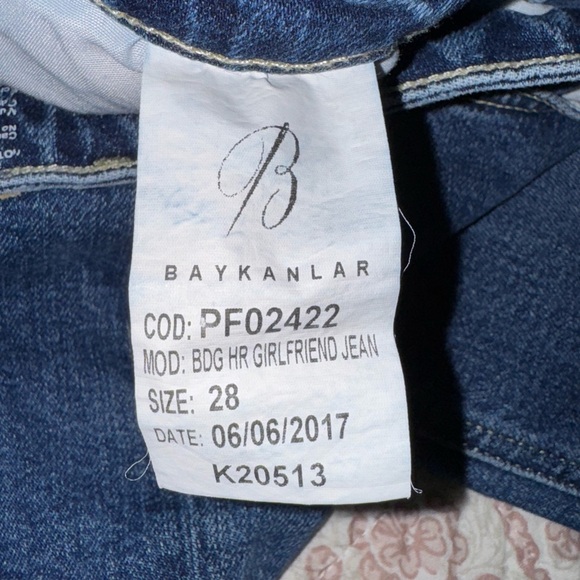 B
BAYKANLAR
COD: PF02422
MOD: BDG HR GIRLFRIEND JEAN
SIZE: 28
DATE: 06/06/2017
K20513